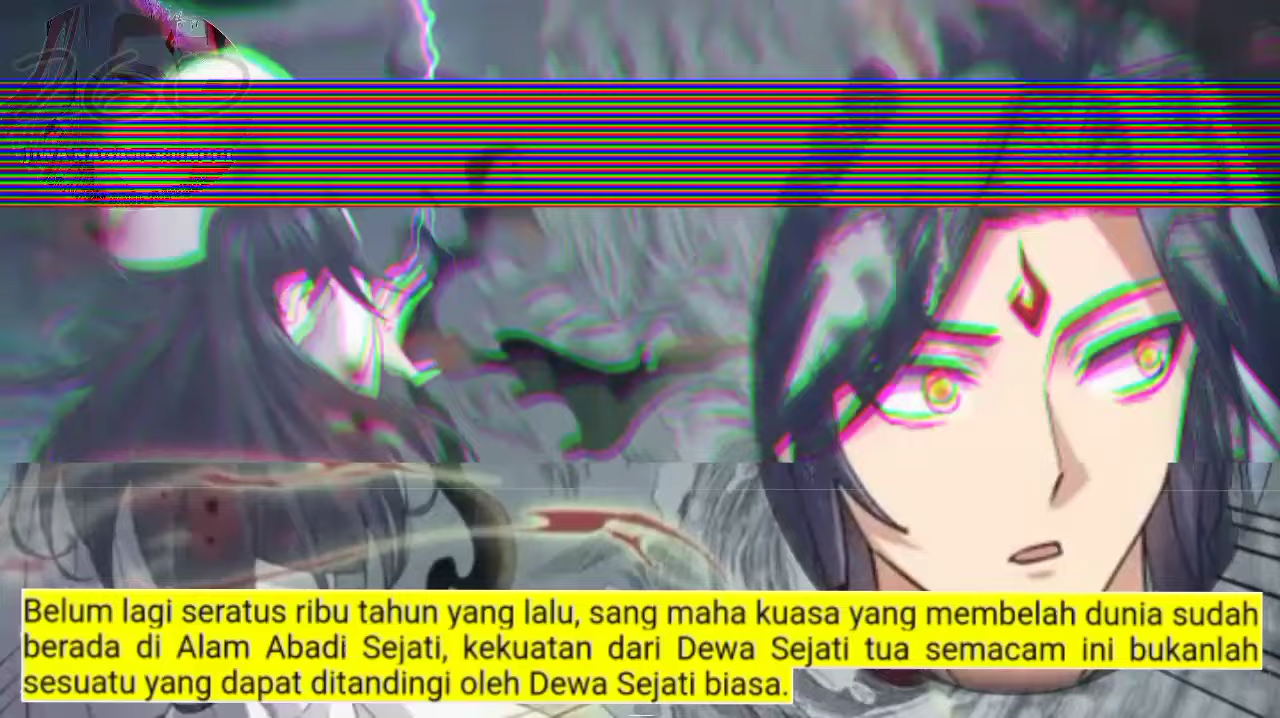 Belum lagi seratus ribu tahun yang lalu, sang maha kuasa yang membelah dunia sudah
berada di Alam Abadi Sejati, kekuatan dari Dewa Sejati tua semacam ini bukanlah
sesuatu yang dapat ditandingi oleh Dewa Sejati biasa.